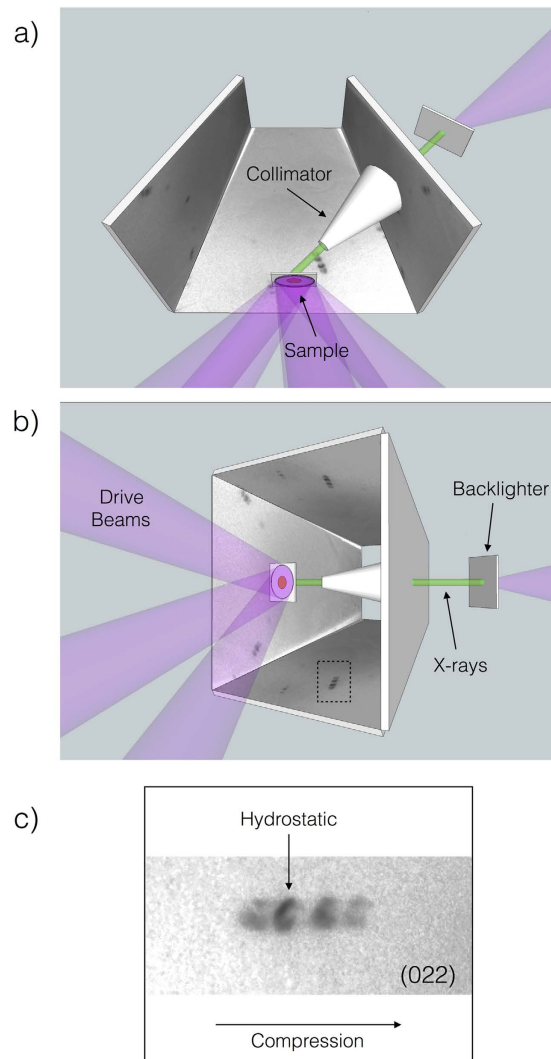 a)
Collimator
Sample
b)
Drive
Beams
Backlighter
X-rays
c)
Hydrostatic
(022)
Compression